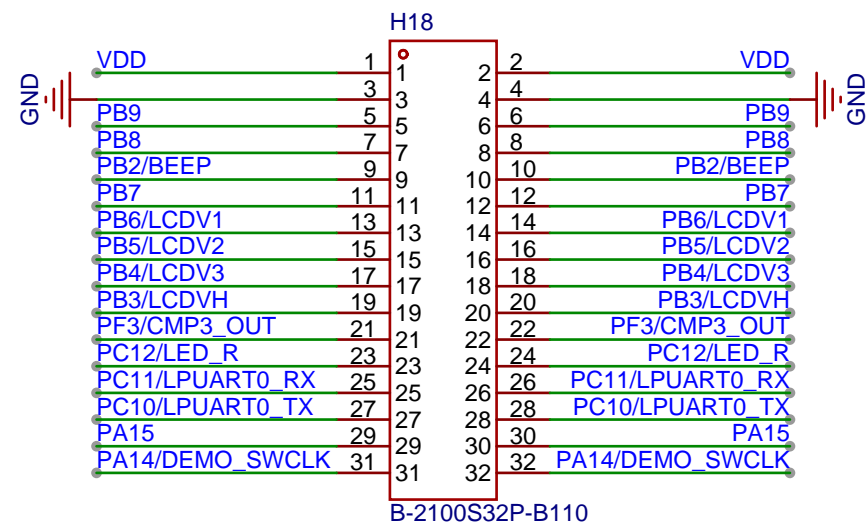 H18
VDD 1 1 2 2 VDD
GND 3 3 4 4 GND
PB9 5 5 6 6 PB9
PB8 7 7 8 8 PB8
PB2/BEEP 9 9 10 10 PB2/BEEP
PB7 11 11 12 12 PB7
PB6/LCDV1 13 13 14 14 PB6/LCDV1
PB5/LCDV2 15 15 16 16 PB5/LCDV2
PB4/LCDV3 17 17 18 18 PB4/LCDV3
PB3/LCDVH 19 19 20 20 PB3/LCDVH
PF3/CMP3_OUT 21 21 22 22 PF3/CMP3_OUT
PC12/LED_R 23 23 24 24 PC12/LED_R
PC11/LPUART0_RX 25 25 26 26 PC11/LPUART0_RX
PC10/LPUART0_TX 27 27 28 28 PC10/LPUART0_TX
PA15 29 29 30 30 PA15
PA14/DEMO_SWCLK 31 31 32 32 PA14/DEMO_SWCLK
B-2100S32P-B110